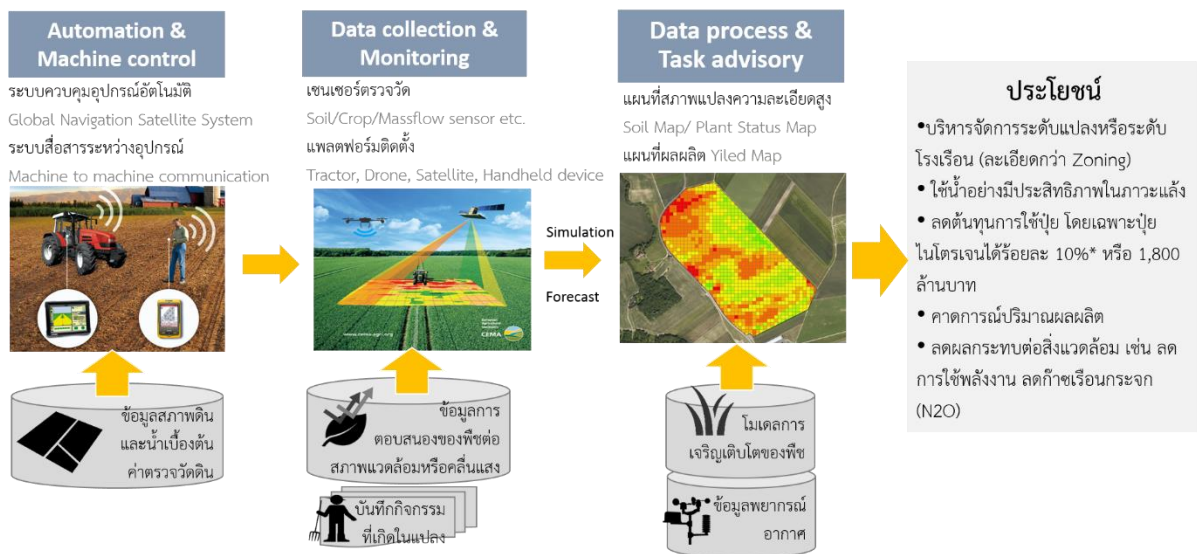 Automation &
Machine control
ระบบควบคุมอุปกรณ์อัตโนมัติ
Global Navigation Satellite System
ระบบสื่อสารระหว่างอุปกรณ์
Machine to machine communication
ข้อมูลสภาพดิน
และน้ำเบื้องต้น
ค่าตรวจวัดดิน
Data collection &
Monitoring
เซนเซอร์ตรวจวัด
Soil/Crop/Massflow sensor etc.
แพลตฟอร์มติดตั้ง
Tractor, Drone, Satellite, Handheld device
www.cema-agri.org
CEMA
ข้อมูลการ
ตอบสนองของพืชต่อ
สภาพแวดล้อมหรือคลื่นแสง
บันทึกกิจกรรม
ที่เกิดในแปลง
Simulation
Forecast
Data process &
Task advisory
แผนที่สภาพแปลงความละเอียดสูง
Soil Map/ Plant Status Map
แผนที่ผลผลิต Yiled Map
โมเดลการ
เจริญเติบโตของพืช
ข้อมูลพยากรณ์
อากาศ
ประโยชน์
•บริหารจัดการระดับแปลงหรือระดับ
โรงเรือน (ละเอียดกว่า Zoning)
• ใช้น้ำอย่างมีประสิทธิภาพในภาวะแล้ง
• ลดต้นทุนการใช้ปุ๋ย โดยเฉพาะปุ๋ย
ไนโตรเจนได้ร้อยละ 10%* หรือ 1,800
ล้านบาท
• คาดการณ์ปริมาณผลผลิต
• ลดผลกระทบต่อสิ่งแวดล้อม เช่น ลด
การใช้พลังงาน ลดก๊าซเรือนกระจก
(N2O)